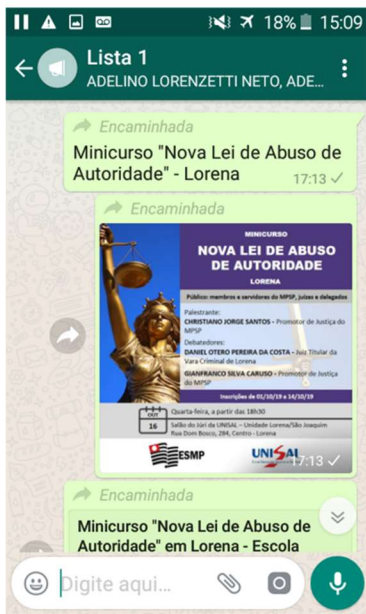 18% 15:09
Lista 1
ADELINO LORENZETTI NETO, ADE...
Encaminhada
Minicurso "Nova Lei de Abuso de
Autoridade" - Lorena
17:13
Encaminhada
MINICURSO
NOVA LEI DE ABUSO
DE AUTORIDADE
LORENA
Público: membros e servidores do MPSP, juízes e delegados
Palestrante:
CHRISTIANO JORGE SANTOS - Promotor de Justiça do
MPSP
Debatedores:
DANIEL OTERO PEREIRA DA COSTA - Juiz Titular da
Vara Criminal de Lorena
GIANFRANCO SILVA CARUSO - Promotor de Justiça
do MPSP
Inscrições de 01/10/19 a 14/10/19
OUT
16
Quarta-feira, a partir das 18h30
Salão do Júri da UNISAL - Unidade Lorena/São Joaquim
Rua Dom Bosco, 284, Centro - Lorena
ESMP
UNISAL
17:13
Encaminhada
Minicurso "Nova Lei de Abuso de
Autoridade" em Lorena - Escola
Digite aqui...